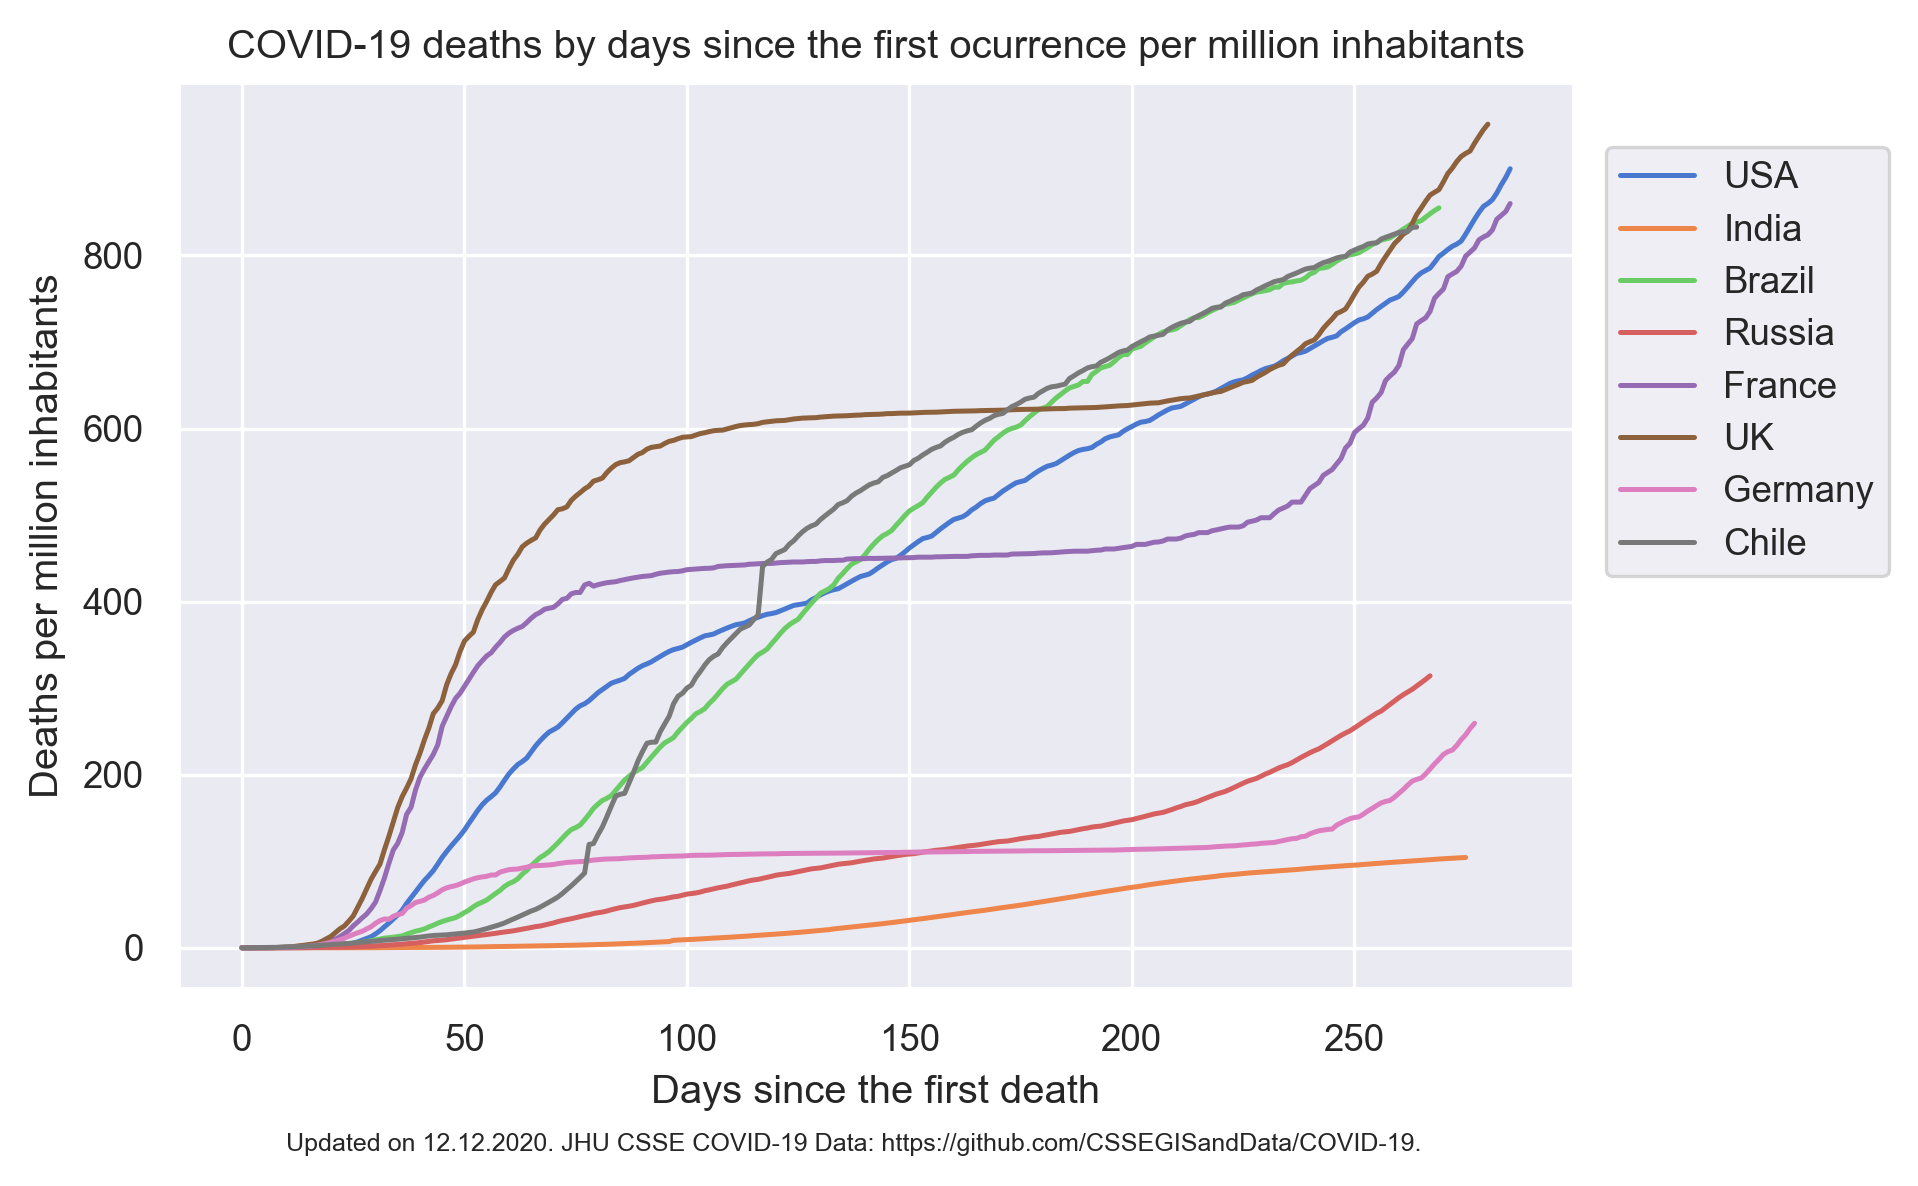 COVID-19 deaths by days since the first ocurrence per million inhabitants
Deaths per million inhabitants
800
600
400
200
0
0 50 100 150 200 250
Days since the first death
USA
India
Brazil
Russia
France
UK
Germany
Chile
Updated on 12.12.2020. JHU CSSE COVID-19 Data: https://github.com/CSSEGISandData/COVID-19.